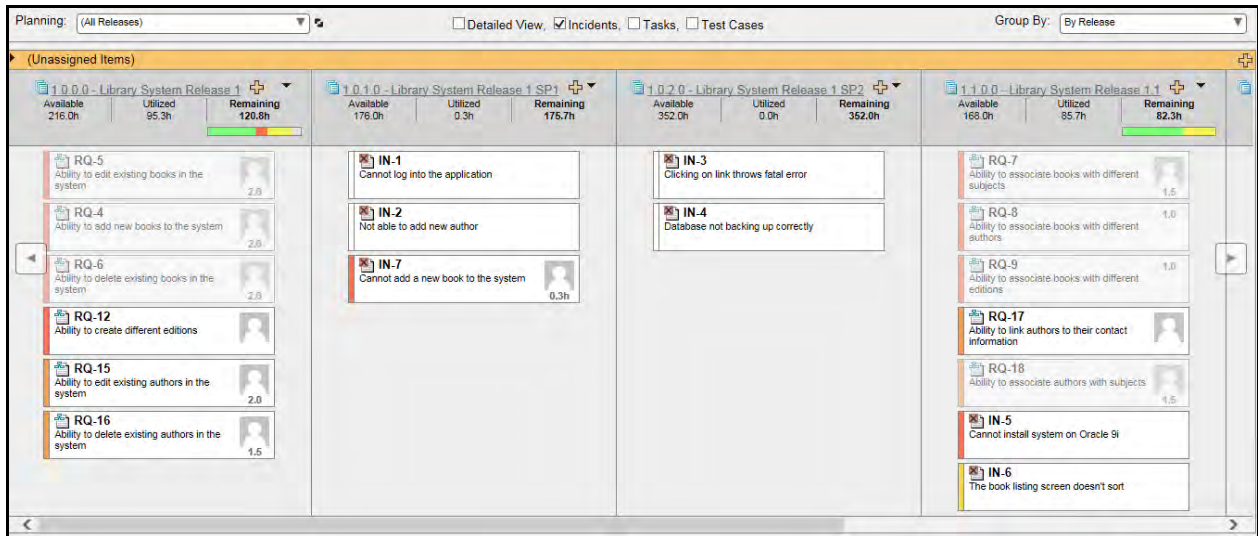 Planning: (All Releases) Detailed View, Incidents, Tasks, Test Cases Group By: By Release
(Unassigned Items)
1.0.0.0 - Library System Release 1
Available Utilized Remaining
216.0h 95.3h 120.8h
RQ-5
Ability to edit existing books in the
system
2.0
RQ-4
Ability to add new books to the system
2.0
RQ-6
Ability to delete existing books in the
system
2.0
RQ-12
Ability to create different editions
RQ-15
Ability to edit existing authors in the
system
2.0
RQ-16
Ability to delete existing authors in the
system
1.5
1.0.1.0 - Library System Release 1 SP1
Available Utilized Remaining
176.0h 0.3h 175.7h
IN-1
Cannot log into the application
IN-2
Not able to add new author
IN-7
Cannot add a new book to the system
0.3h
1.0.2.0 - Library System Release 1 SP2
Available Utilized Remaining
352.0h 0.0h 352.0h
IN-3
Clicking on link throws fatal error
IN-4
Database not backing up correctly
1.1.0.0 - Library System Release 1.1
Available Utilized Remaining
168.0h 85.7h 82.3h
RQ-7
Ability to associate books with different
subjects
1.5
RQ-8
1.0
Ability to associate books with different
authors
RQ-9
1.0
Ability to associate books with different
editions
RQ-17
Ability to link authors to their contact
information
RQ-18
Ability to associate authors with subjects
1.5
IN-5
Cannot install system on Oracle 9i
IN-6
The book listing screen doesn't sort